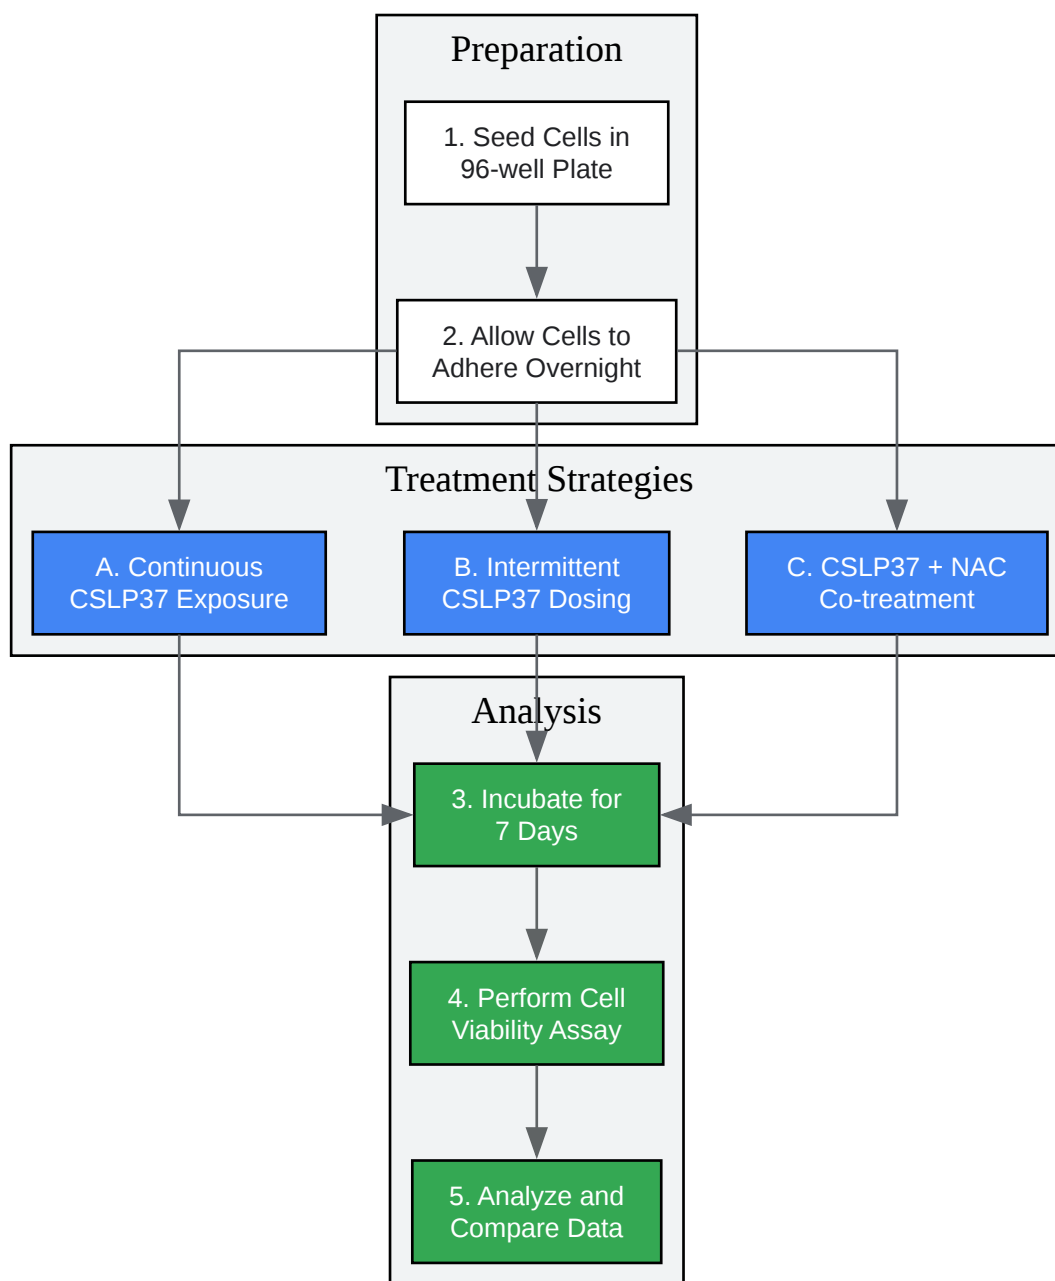 Preparation
1. Seed Cells in
96-well Plate
2. Allow Cells to
Adhere Overnight
Treatment Strategies
A. Continuous
CSLP37 Exposure
B. Intermittent
CSLP37 Dosing
C. CSLP37 + NAC
Co-treatment
Analysis
3. Incubate for
7 Days
4. Perform Cell
Viability Assay
5. Analyze and
Compare Data